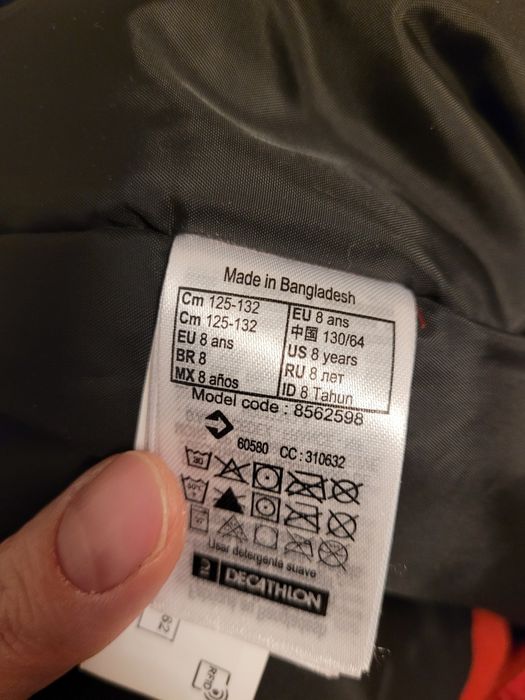 Made in Bangladesh
Cm 125-132
Cm 125-132
EU 8 ans
BR 8
MX 8 años
EU 8 ans
中国 130/64
US 8 years
RU 8 лет
ID 8 Tahun
Model code : 8562598
60580 CC : 310632
Usar detergente suave
DECATHLON
82
RFID